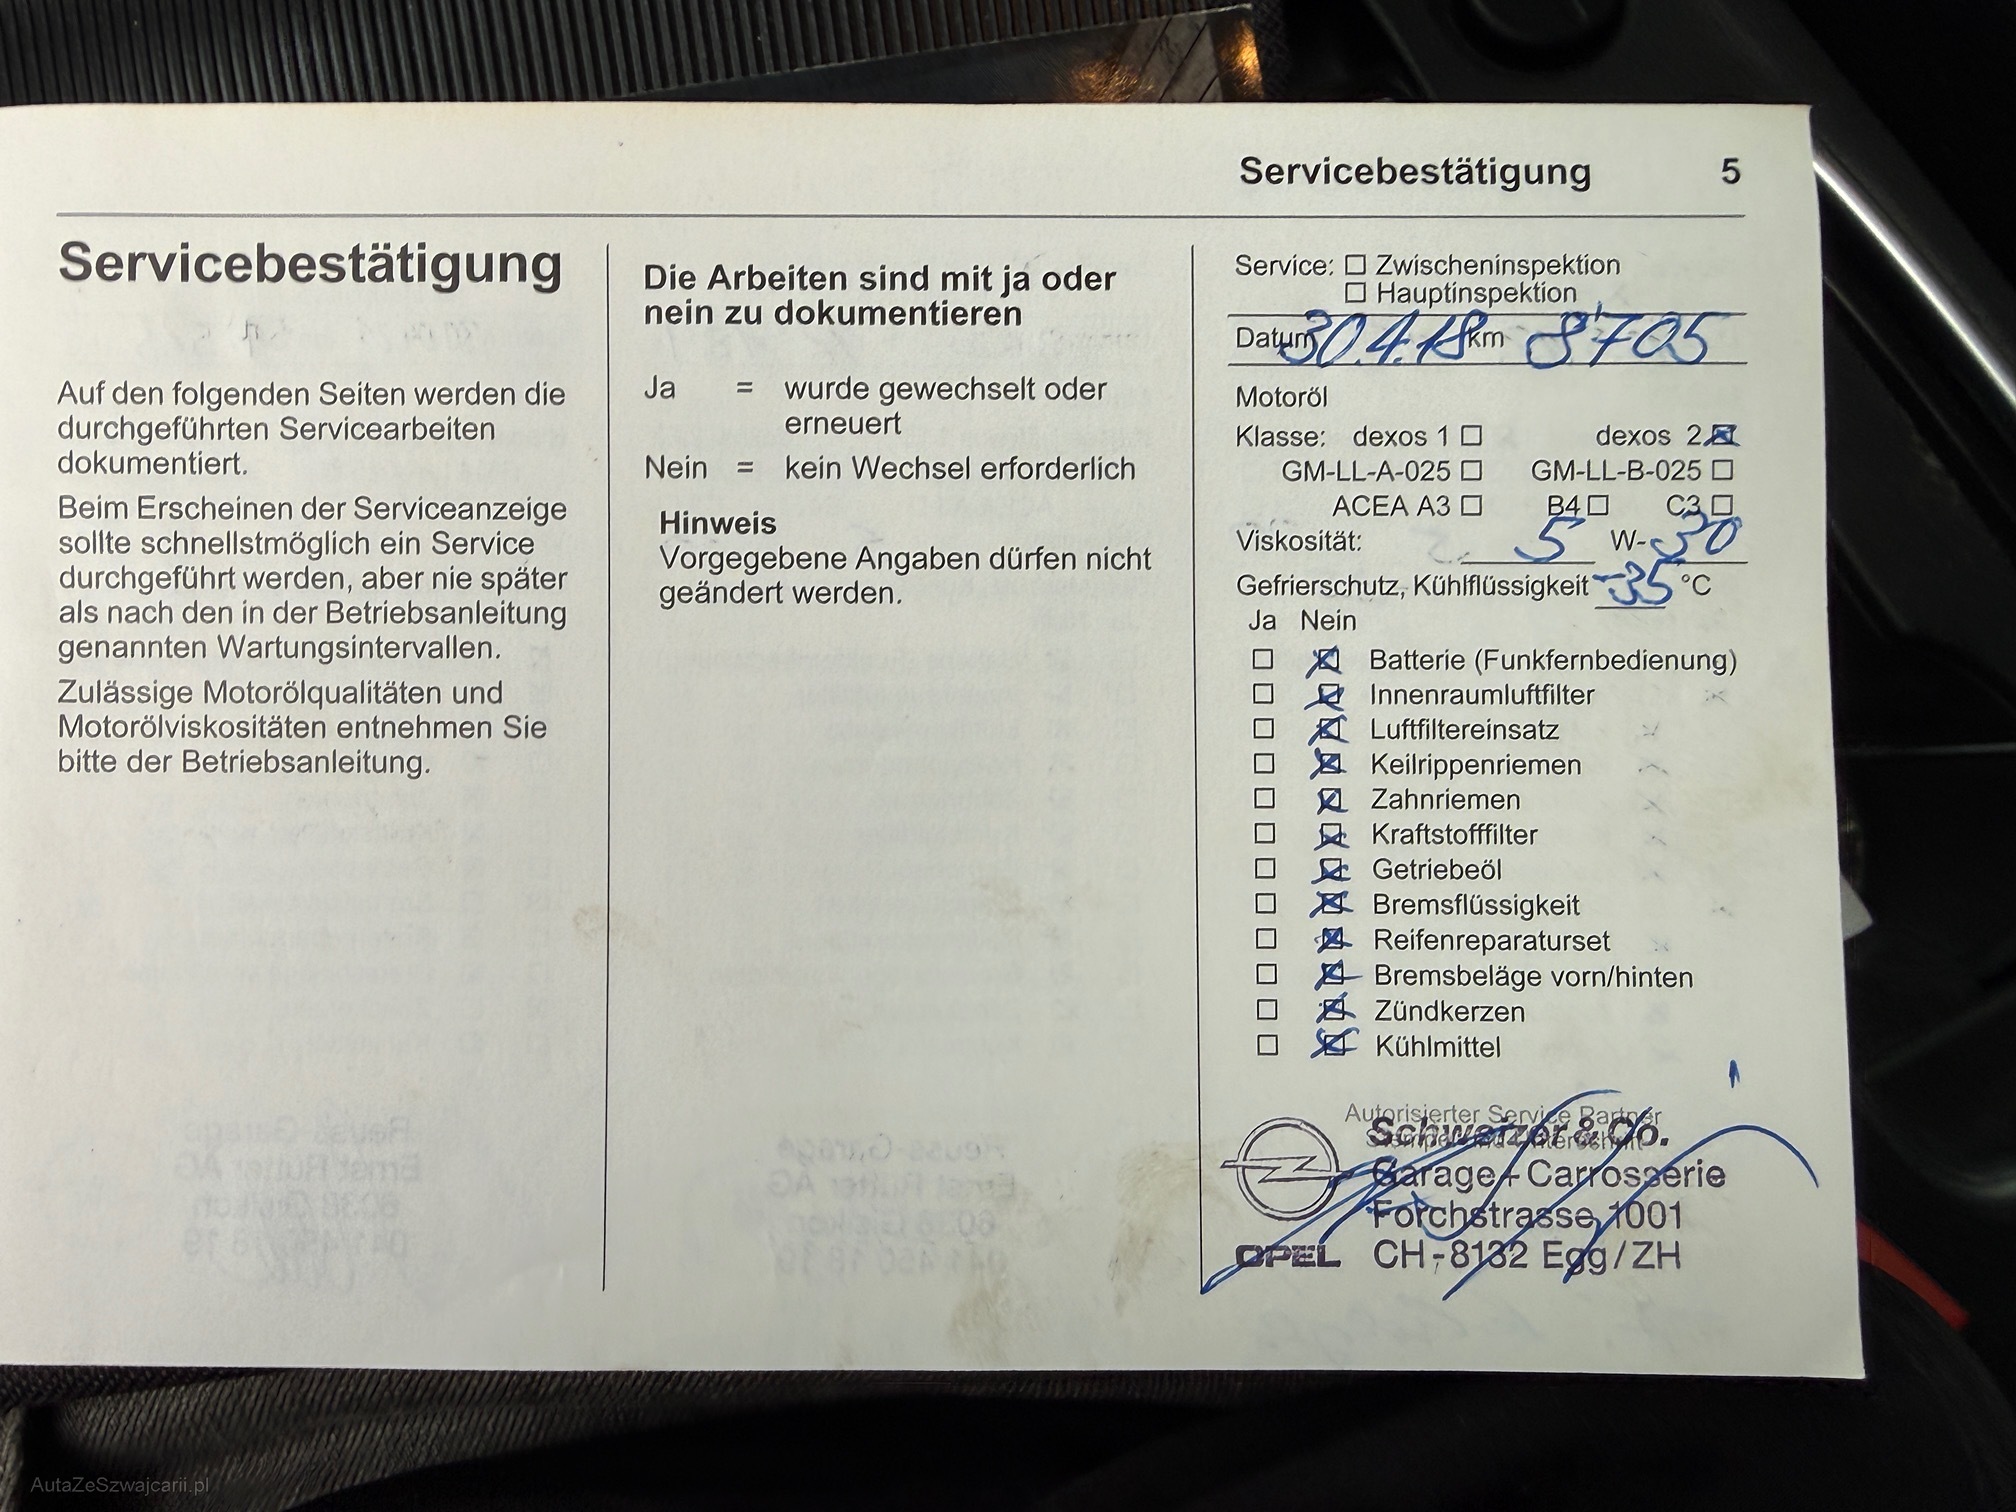 Servicebestätigung 5
Servicebestätigung
Auf den folgenden Seiten werden die
durchgeführten Servicearbeiten
dokumentiert.
Beim Erscheinen der Serviceanzeige
sollte schnellstmöglich ein Service
durchgeführt werden, aber nie später
als nach den in der Betriebsanleitung
genannten Wartungsintervallen.
Zulässige Motorölqualitäten und
Motorölviskositäten entnehmen Sie
bitte der Betriebsanleitung.
Die Arbeiten sind mit ja oder
nein zu dokumentieren
Ja = wurde gewechselt oder
erneuert
Nein = kein Wechsel erforderlich
Hinweis
Vorgegebene Angaben dürfen nicht
geändert werden.
Service: ☐ Zwischeninspektion
☐ Hauptinspektion
Datum 30.4.18 km 8'705
Motoröl
Klasse: dexos 1 ☐ dexos 2 ☒
GM-LL-A-025 ☐ GM-LL-B-025 ☐
ACEA A3 ☐ B4 ☐ C3 ☐
Viskosität: 5 W-30
Gefrierschutz, Kühlflüssigkeit -35 °C
Ja Nein
☐ ☒ Batterie (Funkfernbedienung)
☐ ☒ Innenraumluftfilter
☐ ☒ Luftfiltereinsatz
☐ ☒ Keilrippenriemen
☐ ☒ Zahnriemen
☐ ☒ Kraftstofffilter
☐ ☒ Getriebeöl
☐ ☒ Bremsflüssigkeit
☐ ☒ Reifenreparaturset
☐ ☒ Bremsbeläge vorn/hinten
☐ ☒ Zündkerzen
☐ ☒ Kühlmittel
Autorisierter Service Partner
Schweizer & Co.
Garage + Carrosserie
Forchstrasse 1001
OPEL CH-8132 Egg/ZH
AutaZeSzwajcarii.pl